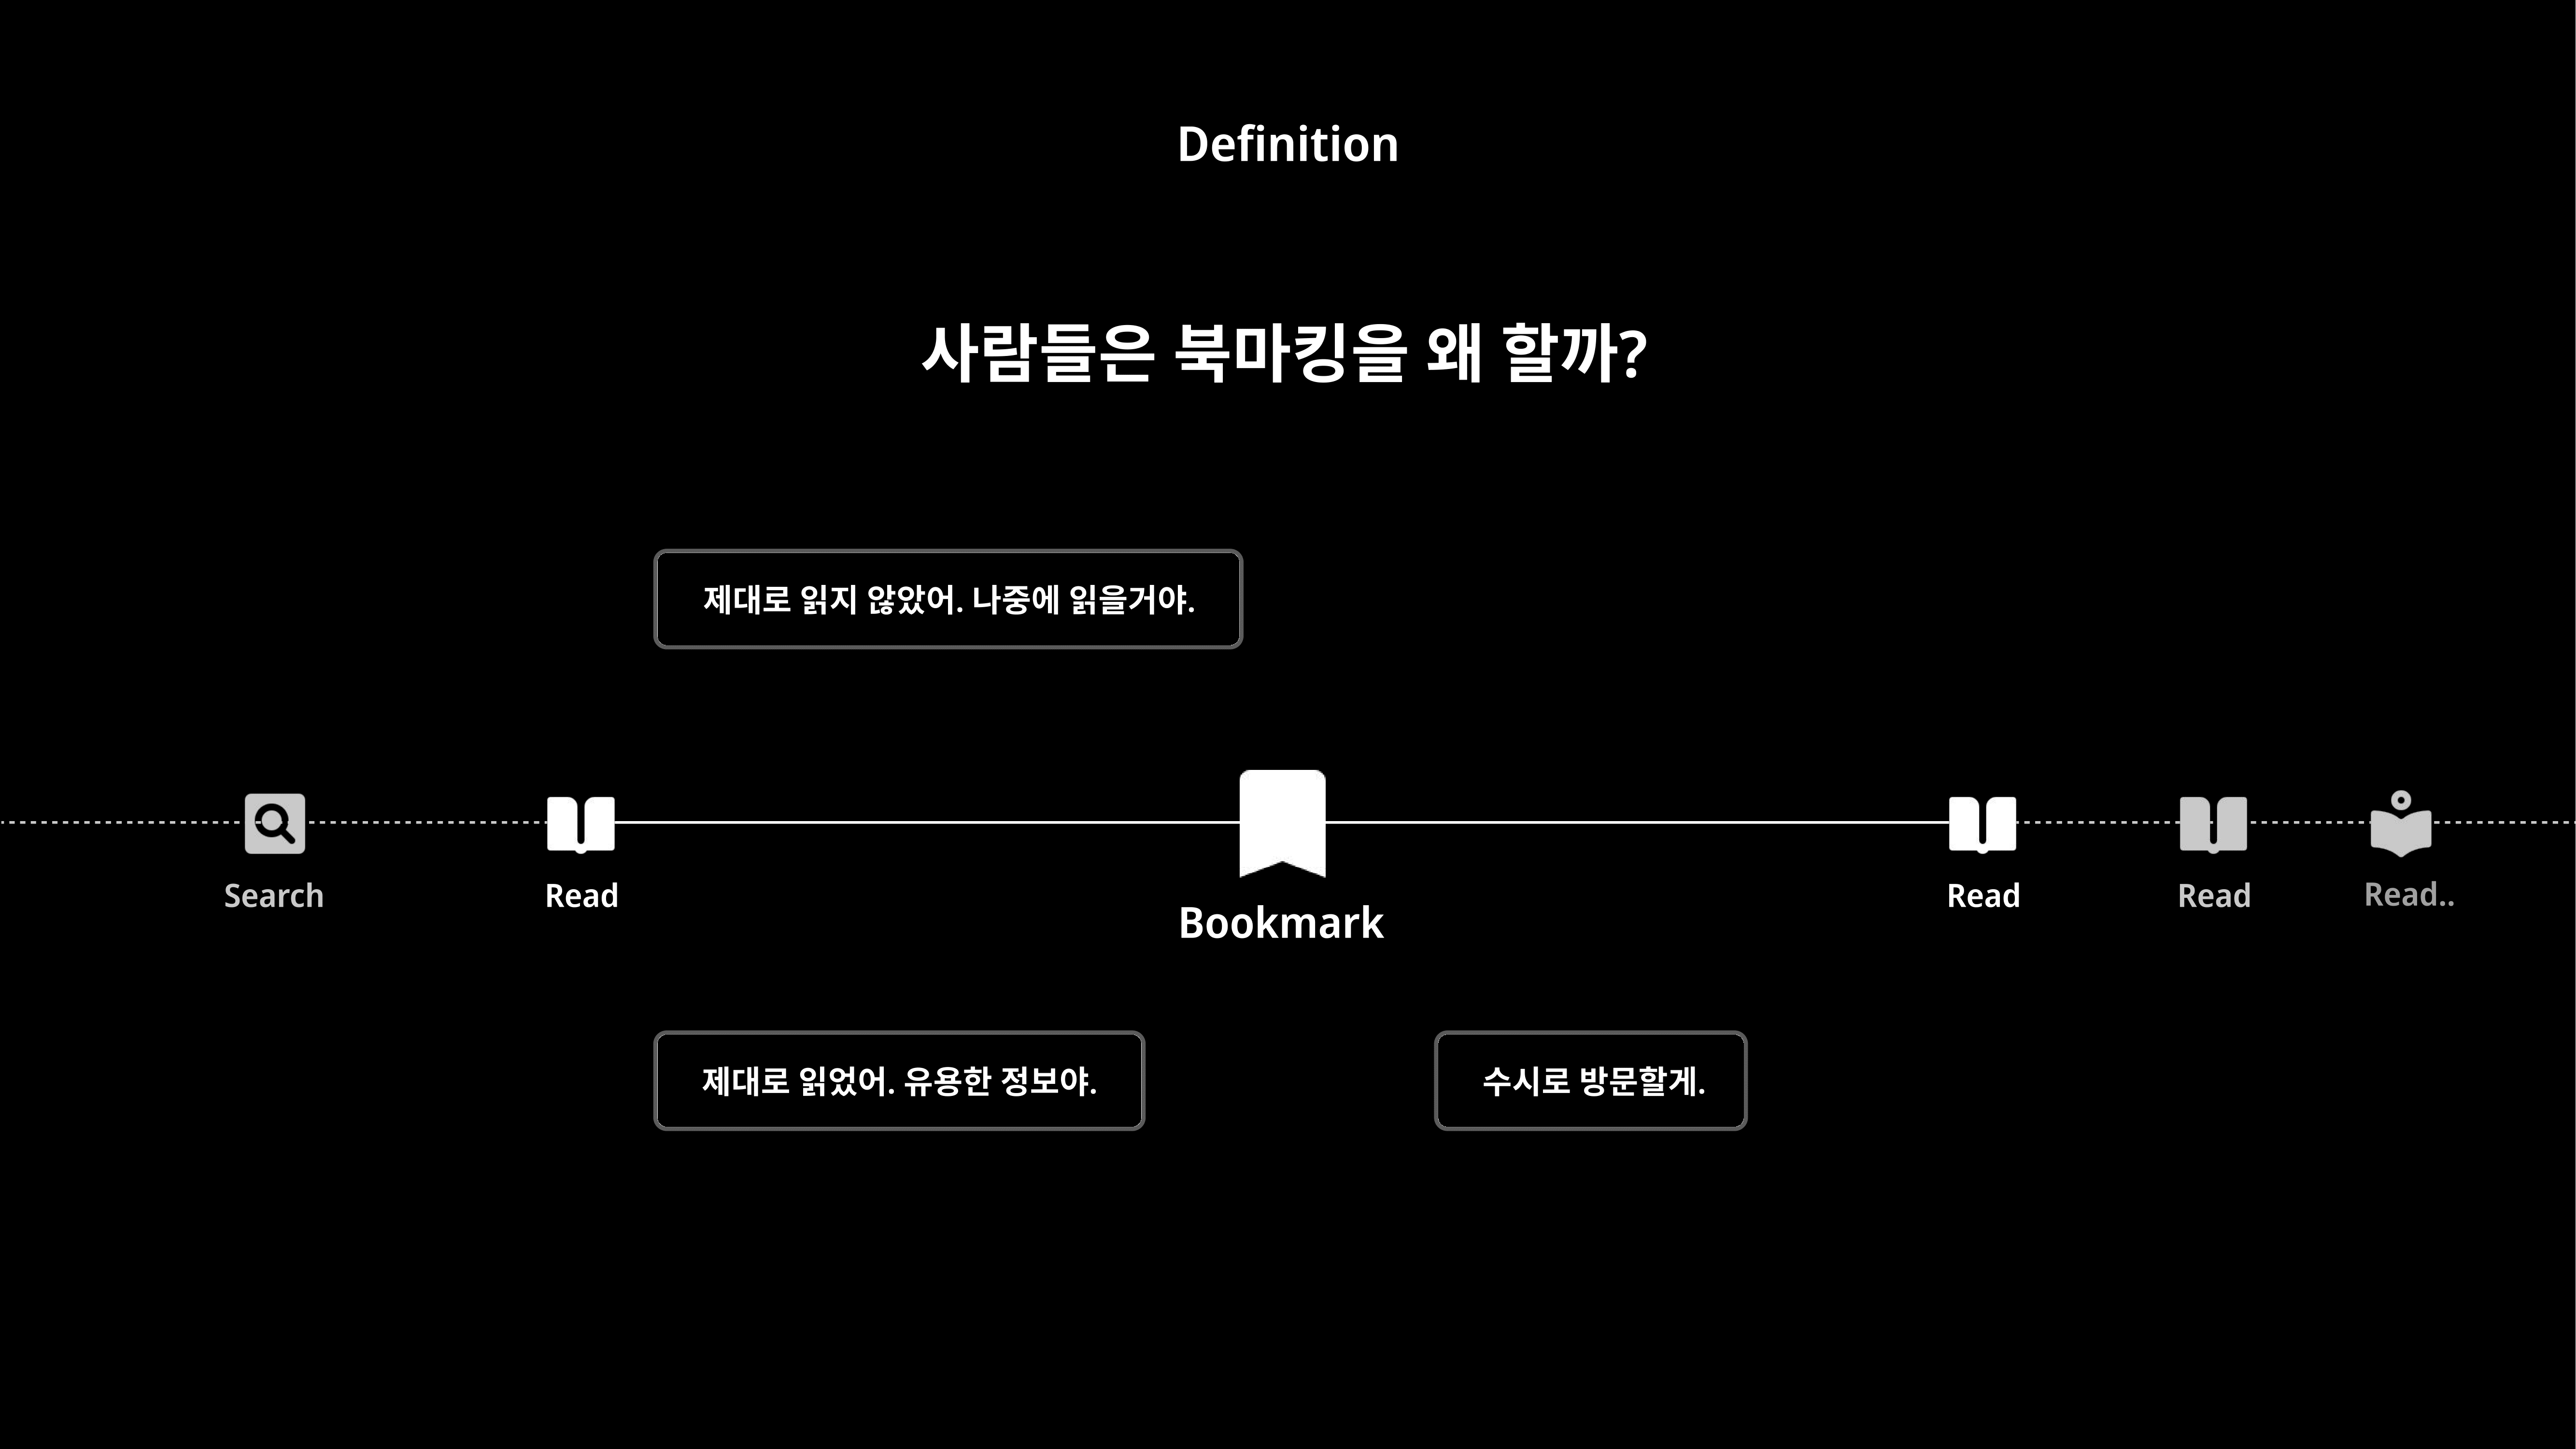 Definition
사람들은 북마킹을 왜 할까?
제대로 읽지 않았어. 나중에 읽을거야.
Search
Read
Bookmark
Read
Read
Read..
제대로 읽었어. 유용한 정보야.
수시로 방문할게.